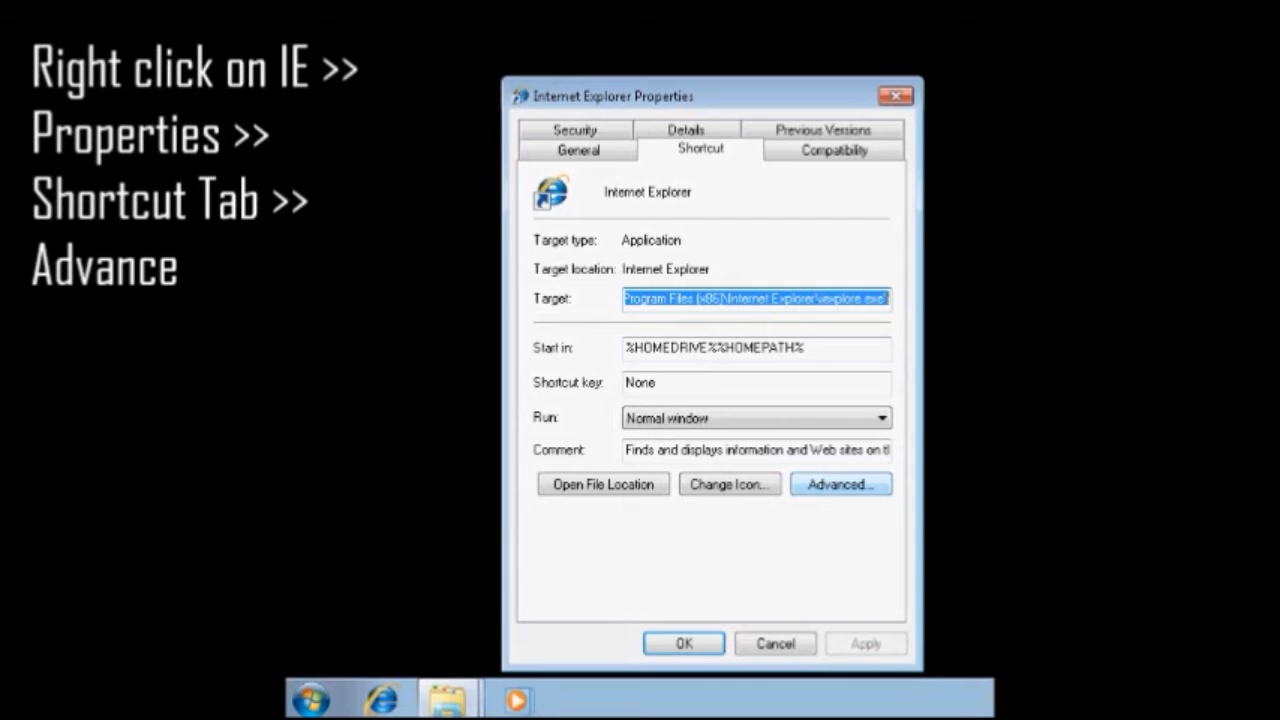 Right click on IE >>
Properties >>
Shortcut Tab >>
Advance
Internet Explorer Properties
Security Details Previous Versions
General Shortcut Compatibility
Internet Explorer
Target type: Application
Target location: Internet Explorer
Target: Program Files (x86)\Internet Explorer\iexplore.exe"
Start in: %HOMEDRIVE%%HOMEPATH%
Shortcut key: None
Run: Normal window
Comment: Finds and displays information and Web sites on
Open File Location Change Icon... Advanced...
OK Cancel Apply